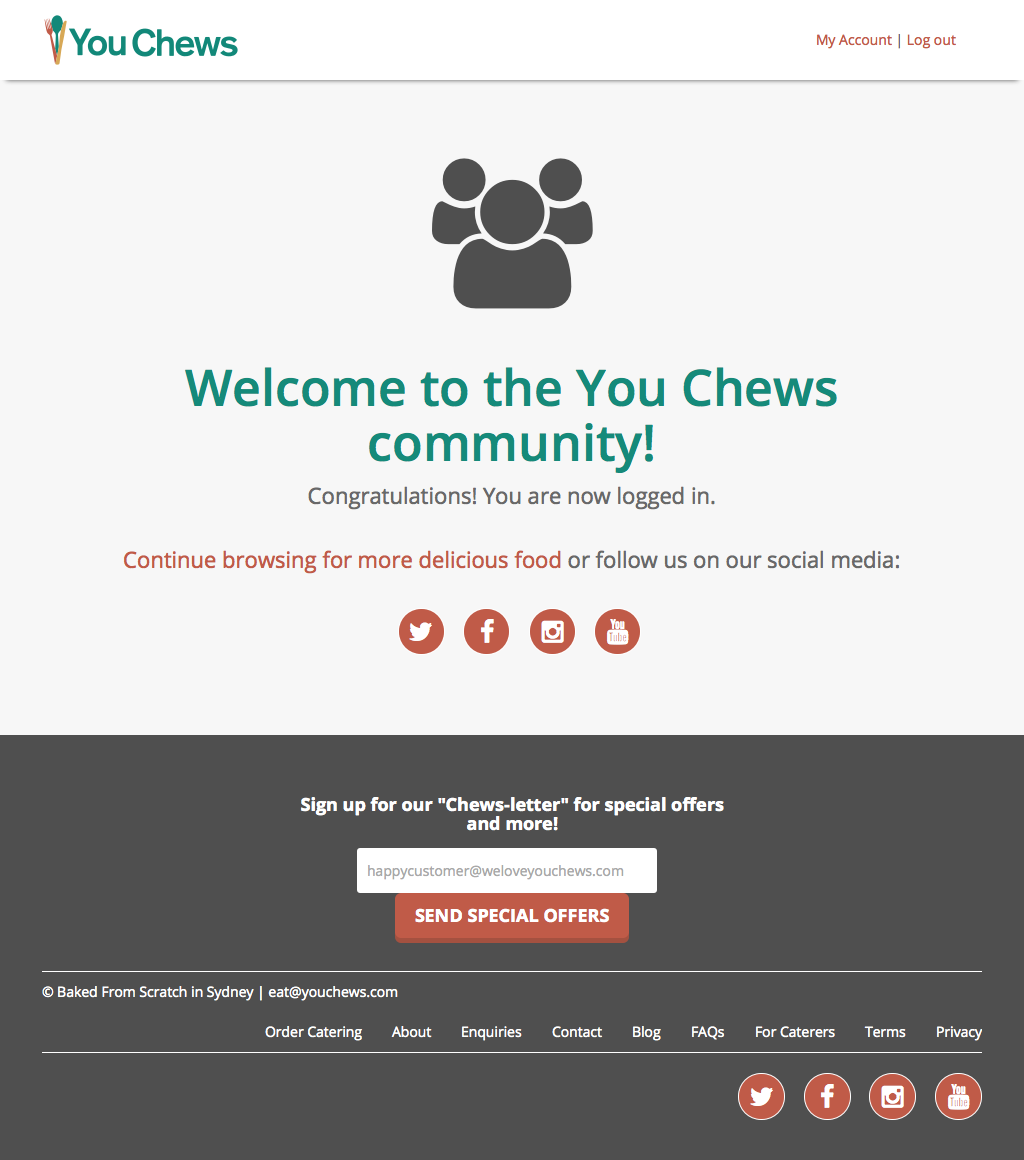 You Chews
My Account | Log out
Welcome to the You Chews
community!
Congratulations! You are now logged in.
Continue browsing for more delicious food or follow us on our social media:
You
Tube
Sign up for our "Chews-letter" for special offers
and more!
happycustomer@weloveyouchews.com
SEND SPECIAL OFFERS
© Baked From Scratch in Sydney | eat@youchews.com
Order Catering About Enquiries Contact Blog FAQs For Caterers Terms Privacy
You
Tube